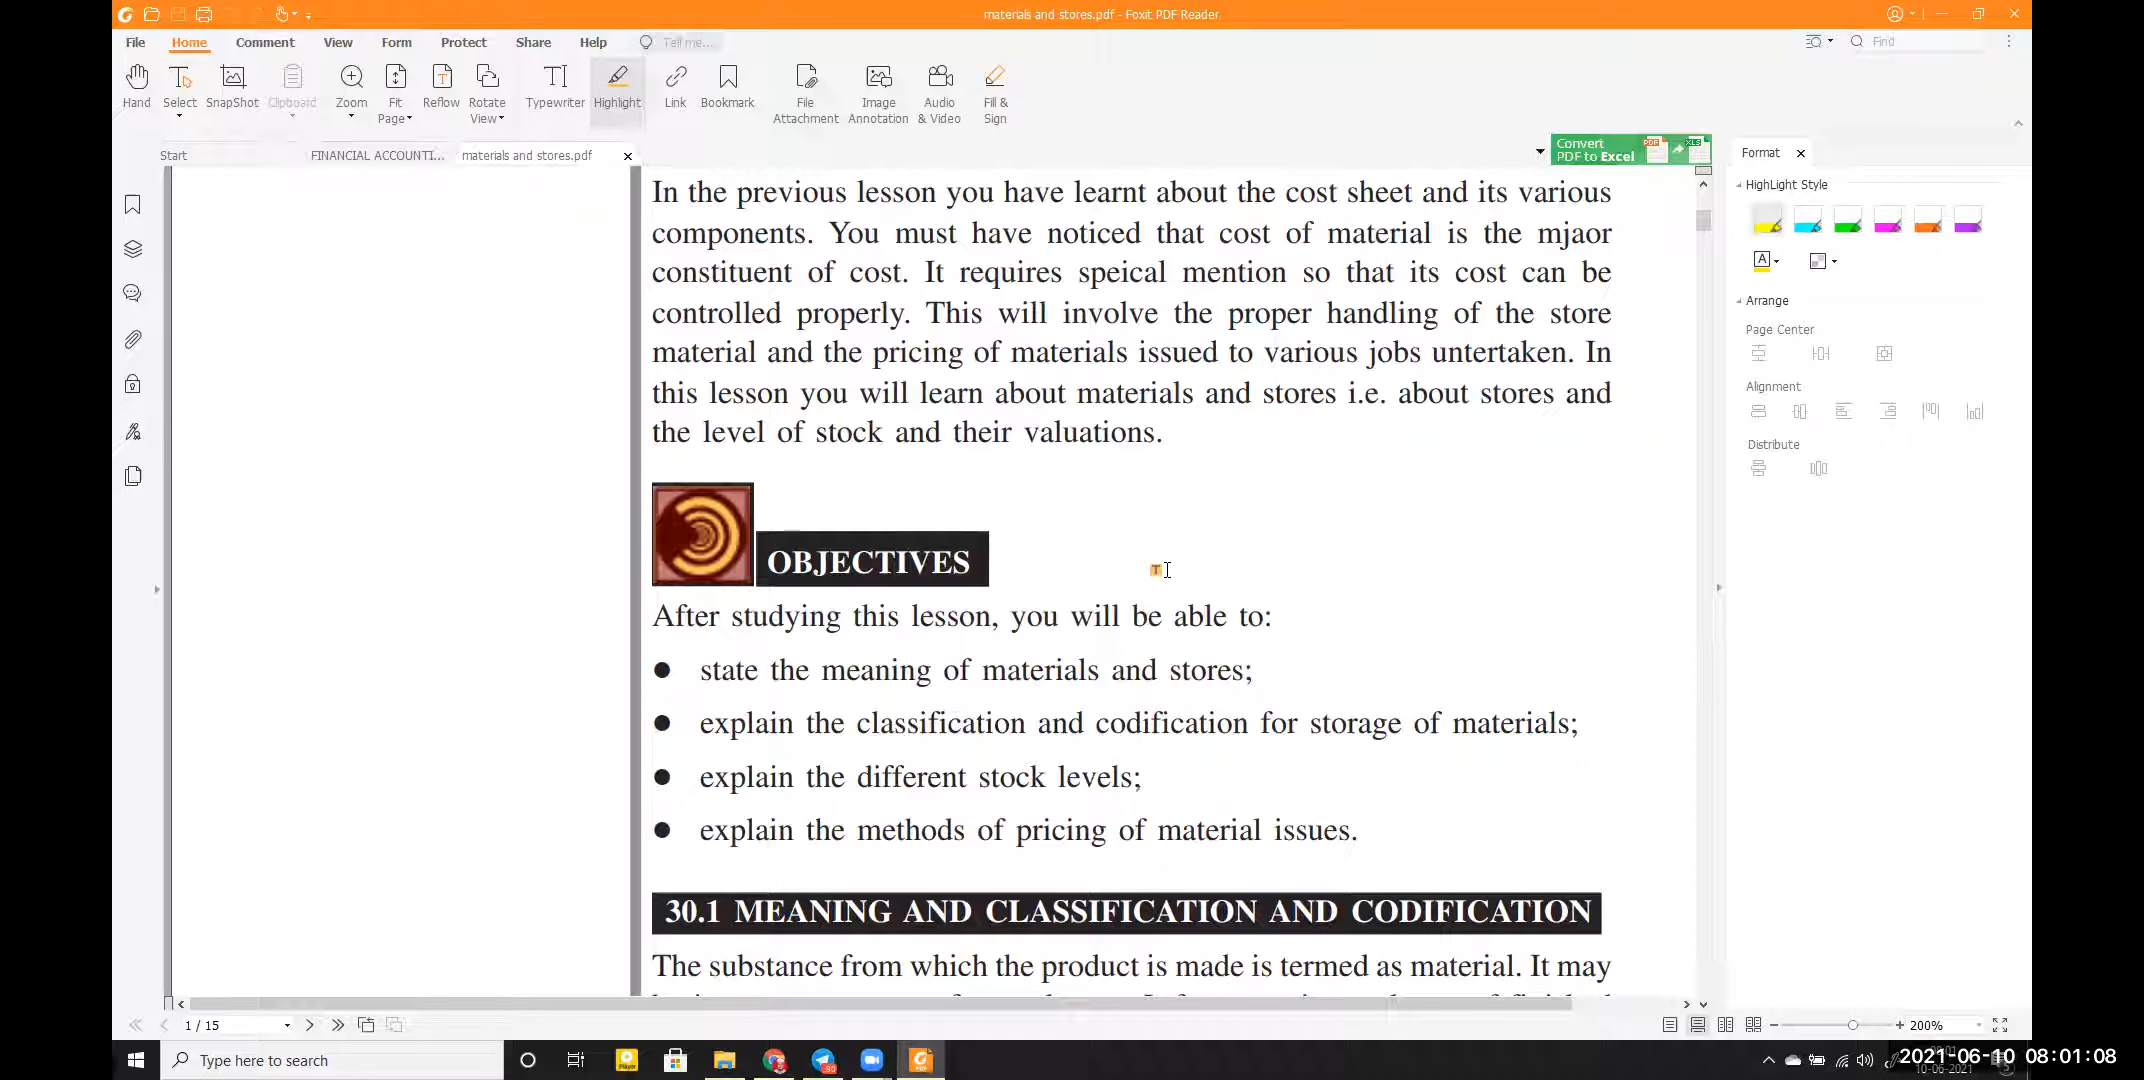 materials and stores.pdf - Foxit PDF Reader
File Home Comment View Form Protect Share Help Tell me... Find
Hand Select SnapShot Clipboard Zoom Fit Page Reflow Rotate View Typewriter Highlight Link Bookmark File Attachment Image Annotation Audio & Video Fill & Sign
Start FINANCIAL ACCOUNTI... materials and stores.pdf
Convert
PDF to Excel
PDF XLS
In the previous lesson you have learnt about the cost sheet and its various
components. You must have noticed that cost of material is the mjaor
constituent of cost. It requires speical mention so that its cost can be
controlled properly. This will involve the proper handling of the store
material and the pricing of materials issued to various jobs untertaken. In
this lesson you will learn about materials and stores i.e. about stores and
the level of stock and their valuations.
OBJECTIVES
After studying this lesson, you will be able to:
● state the meaning of materials and stores;
● explain the classification and codification for storage of materials;
● explain the different stock levels;
● explain the methods of pricing of material issues.
30.1 MEANING AND CLASSIFICATION AND CODIFICATION
The substance from which the product is made is termed as material. It may
Format
HighLight Style
Arrange
Page Center
Alignment
Distribute
1 / 15
200%
Type here to search
2021-06-10 08:01:08
10-06-2021